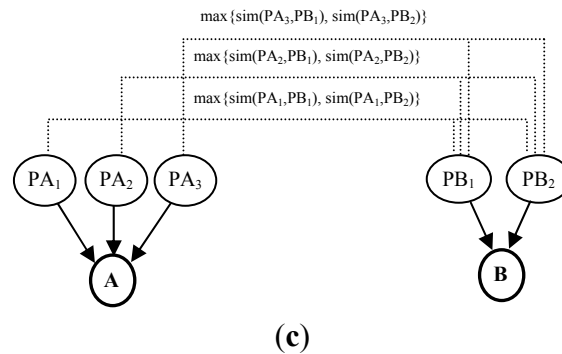 max{sim(PA₃,PB₁), sim(PA₃,PB₂)}
max{sim(PA₂,PB₁), sim(PA₂,PB₂)}
max{sim(PA₁,PB₁), sim(PA₁,PB₂)}
PA₁ PA₂ PA₃ PB₁ PB₂
A B
(c)